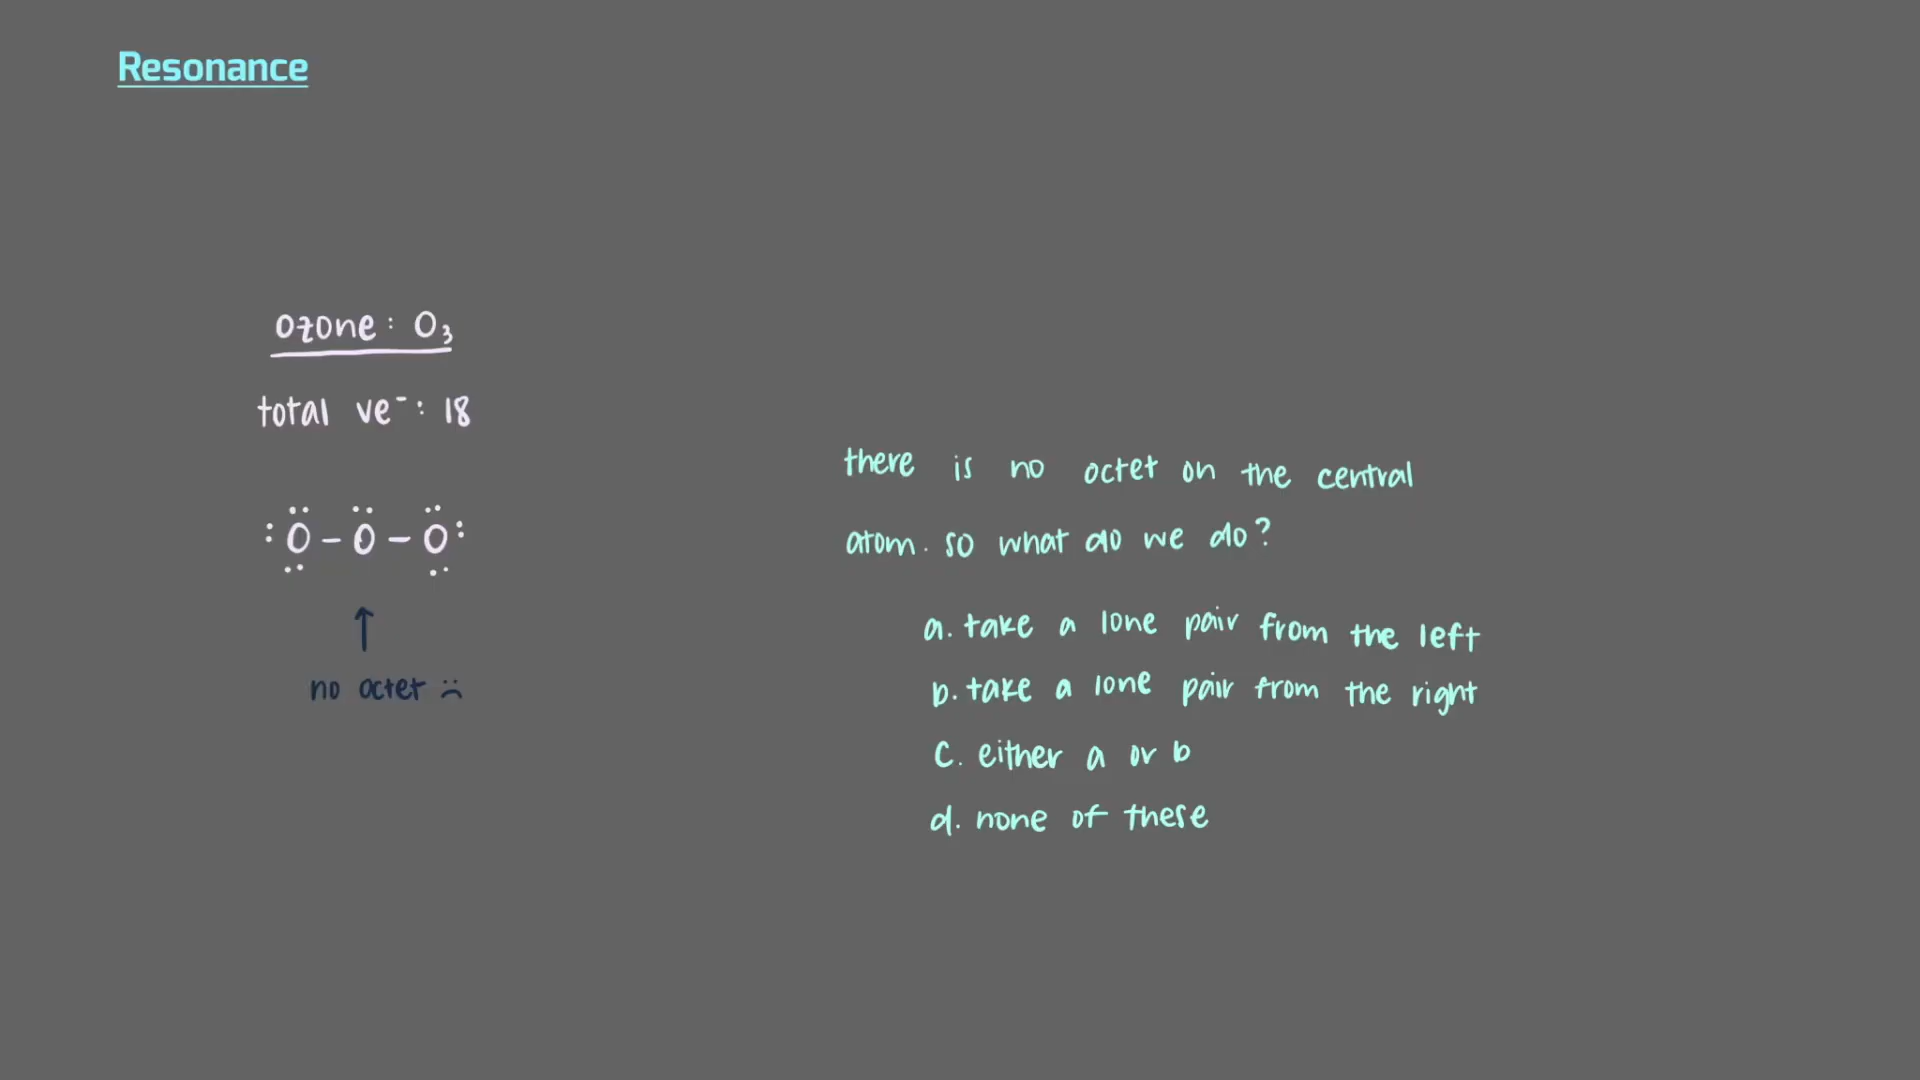 Resonance
ozone: O₃
total ve⁻: 18
:Ö-Ö-Ö:
no octet :(
there is no octet on the central
atom. so what do we do?
a. take a lone pair from the left
b. take a lone pair from the right
c. either a or b
d. none of these